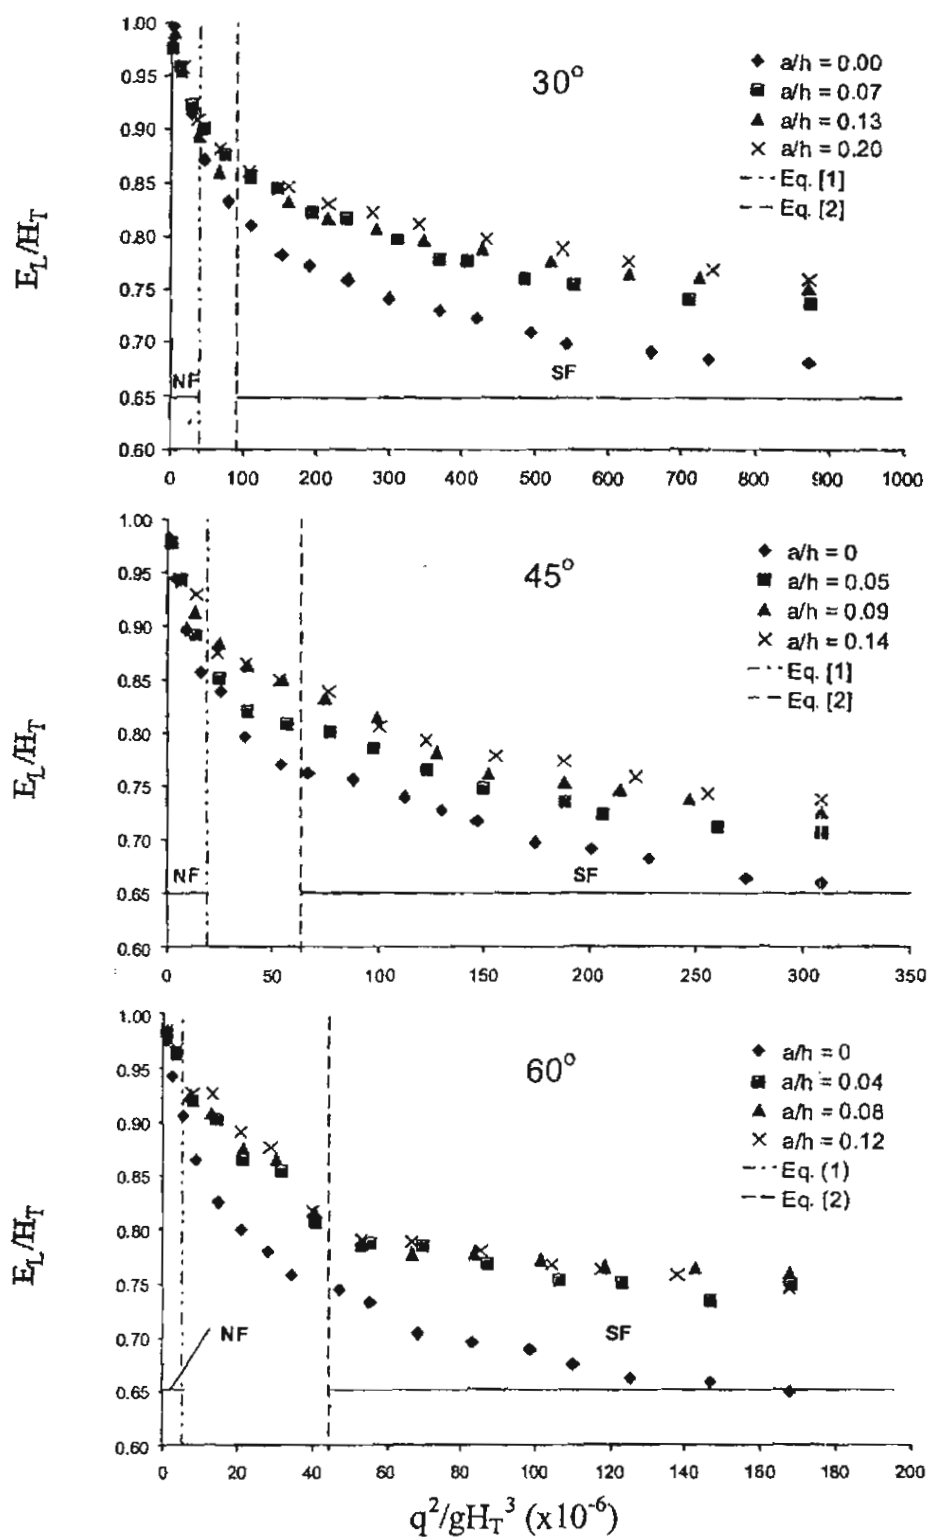 30°
E_L/H_T
1.00
0.95
0.90
0.85
0.80
0.75
0.70
0.65
0.60
a/h = 0.00
a/h = 0.07
a/h = 0.13
a/h = 0.20
Eq. [1]
Eq. [2]
NF
SF
0 100 200 300 400 500 600 700 800 900 1000
45°
E_L/H_T
1.00
0.95
0.90
0.85
0.80
0.75
0.70
0.65
0.60
a/h = 0
a/h = 0.05
a/h = 0.09
a/h = 0.14
Eq. [1]
Eq. [2]
NF
SF
0 50 100 150 200 250 300 350
60°
E_L/H_T
1.00
0.95
0.90
0.85
0.80
0.75
0.70
0.65
0.60
a/h = 0
a/h = 0.04
a/h = 0.08
a/h = 0.12
Eq. (1)
Eq. (2)
NF
SF
0 20 40 60 80 100 120 140 160 180 200
q²/gH_T³ (x10⁻⁶)